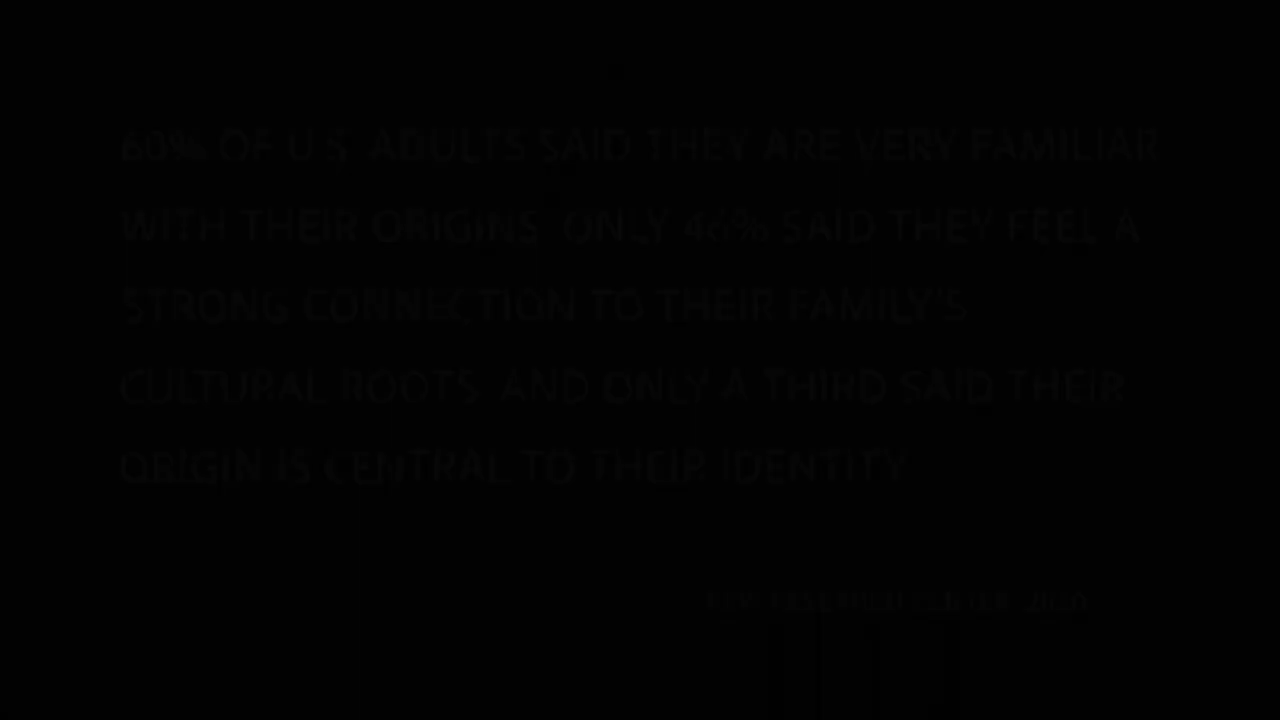 60% OF U.S. ADULTS SAID THEY ARE VERY FAMILIAR
WITH THEIR ORIGINS. ONLY 46% SAID THEY FEEL A
STRONG CONNECTION TO THEIR FAMILY'S
CULTURAL ROOTS, AND ONLY A THIRD SAID THEIR
ORIGIN IS CENTRAL TO THEIR IDENTITY
PEW RESEARCH CENTER, 2020